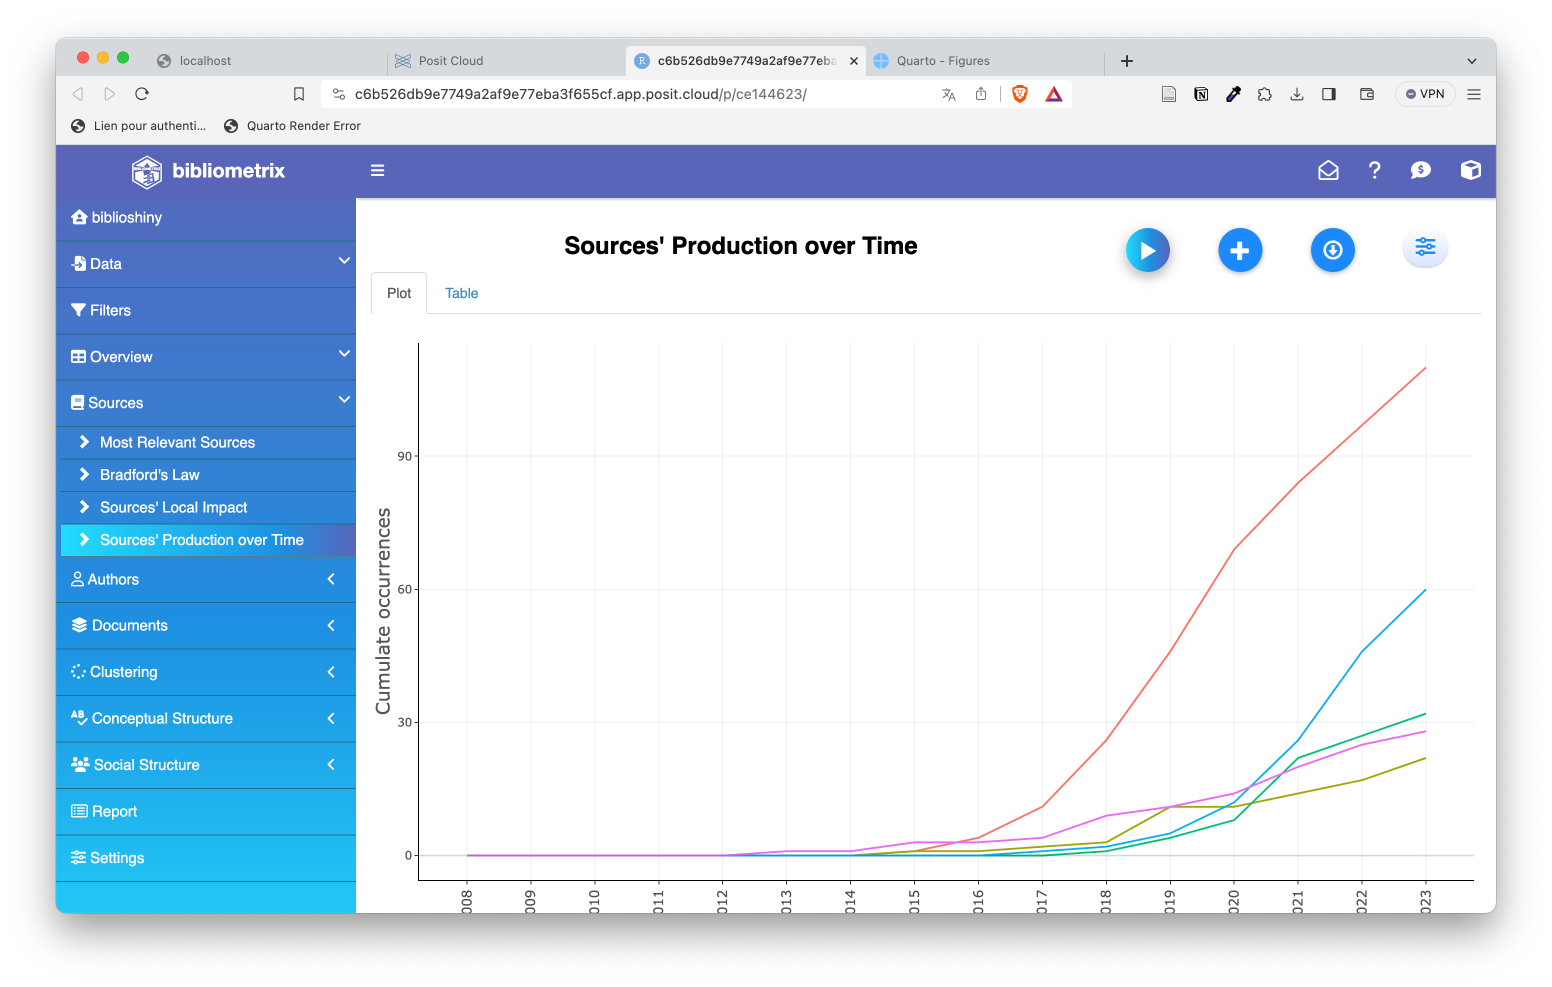 localhost
Posit Cloud
c6b526db9e7749a2af9e77eba
Quarto - Figures
c6b526db9e7749a2af9e77eba3f655cf.app.posit.cloud/p/ce144623/
VPN
Lien pour authenti...
Quarto Render Error
bibliometrix
biblioshiny
Data
Filters
Overview
Sources
Most Relevant Sources
Bradford's Law
Sources' Local Impact
Sources' Production over Time
Authors
Documents
Clustering
Conceptual Structure
Social Structure
Report
Settings
Sources' Production over Time
Plot
Table
Cumulate occurrences
90
60
30
0
008
009
010
011
012
013
014
015
016
017
018
019
020
021
022
023